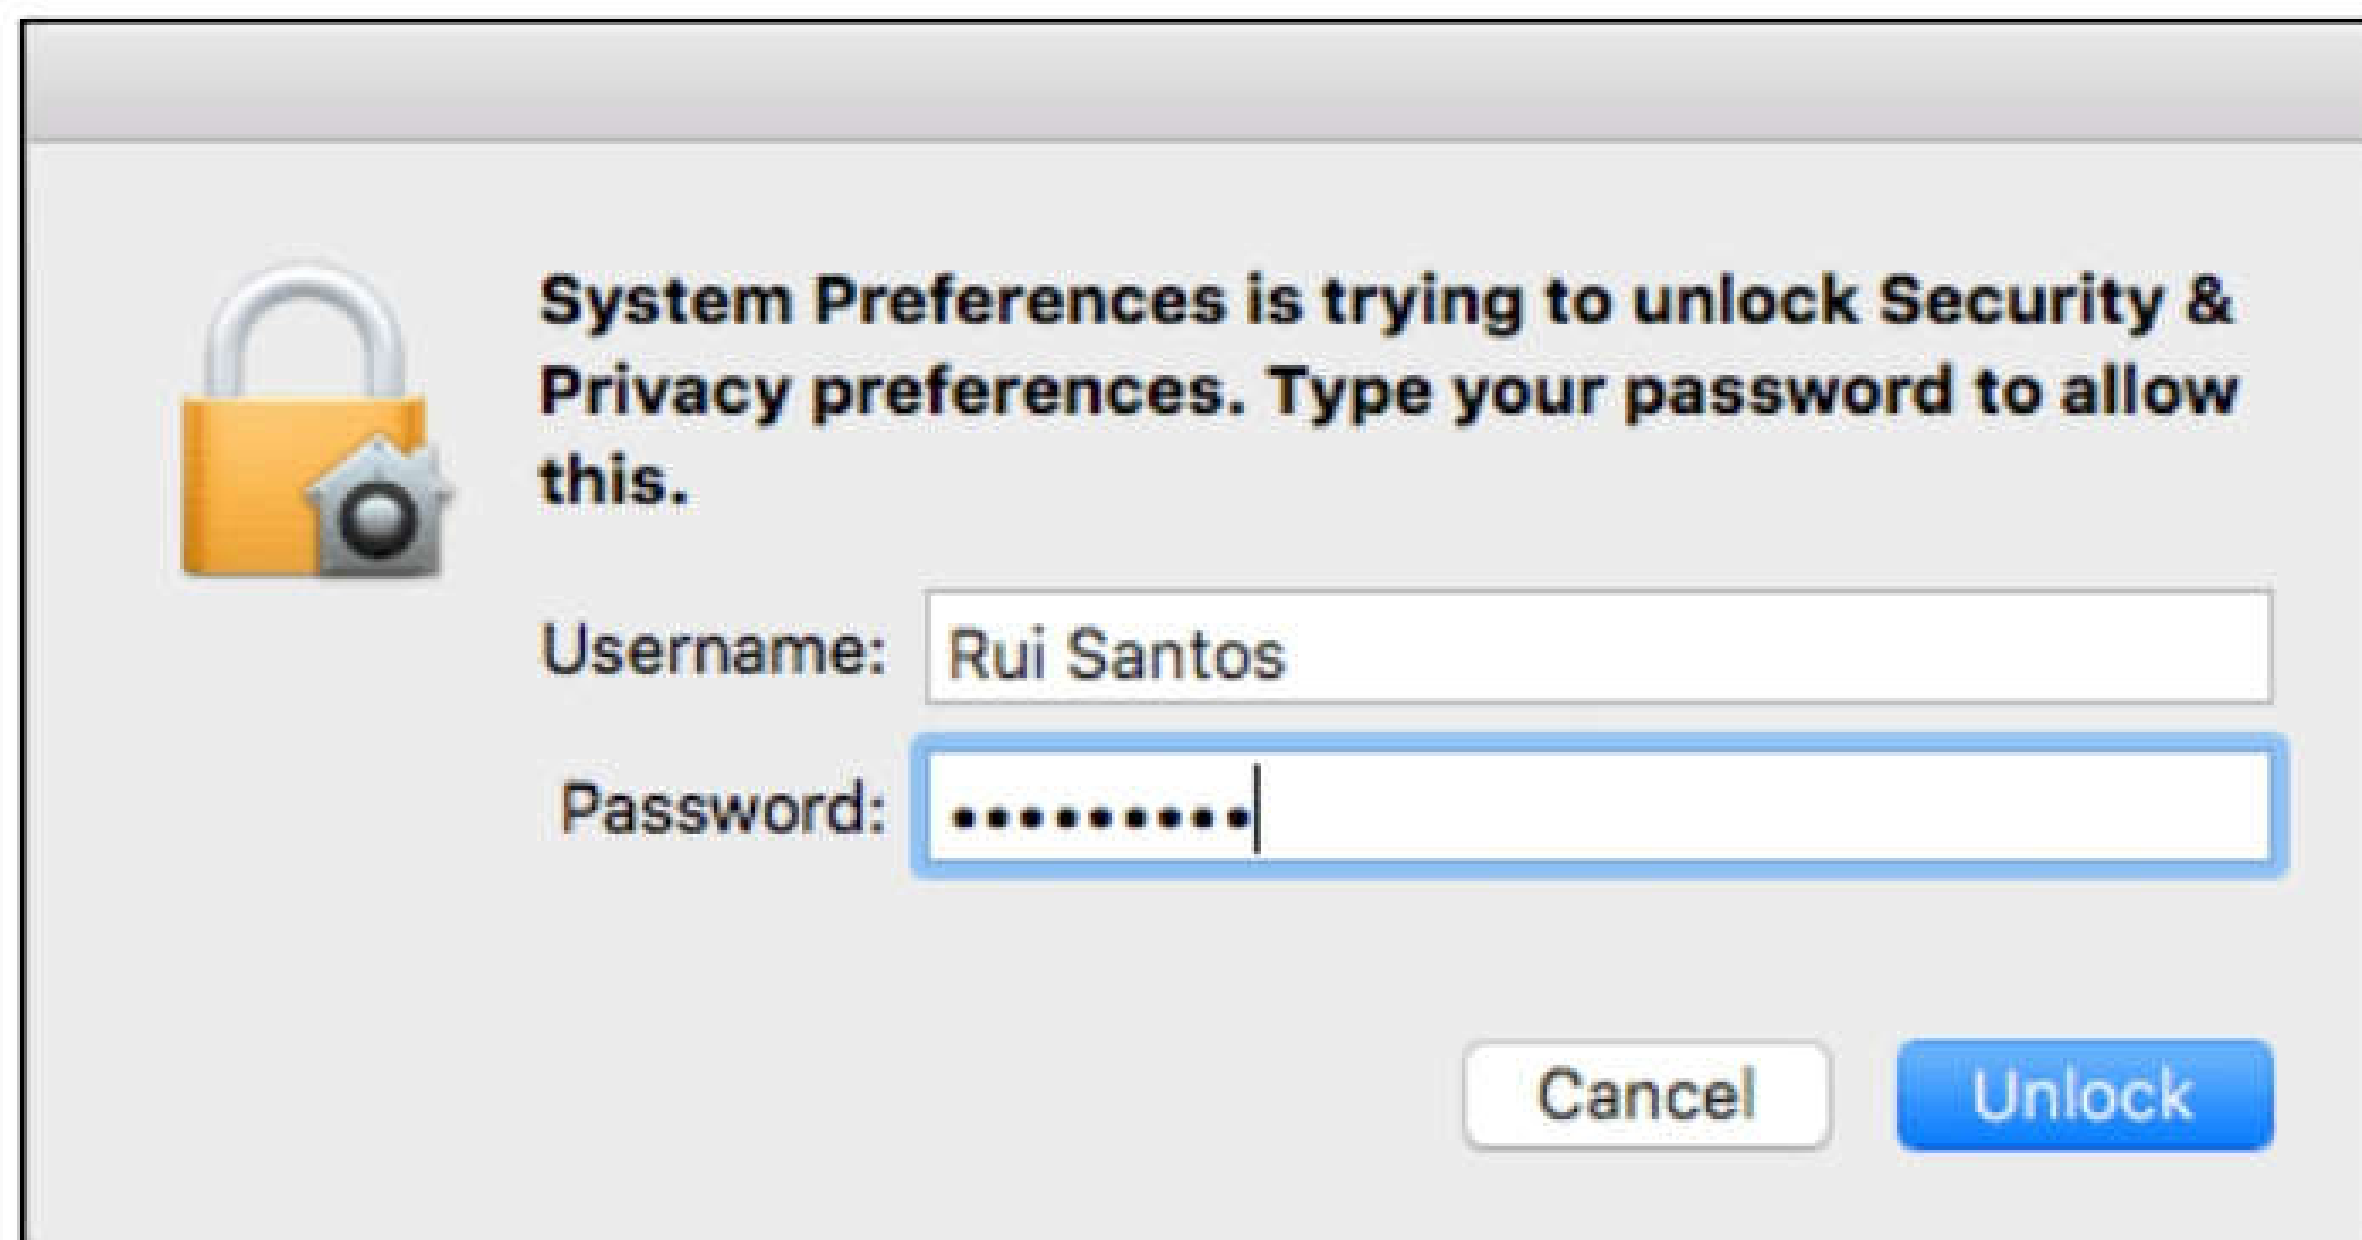 System Preferences is trying to unlock Security &
Privacy preferences. Type your password to allow
this.
Username: Rui Santos
Password: •••••••••
Cancel Unlock